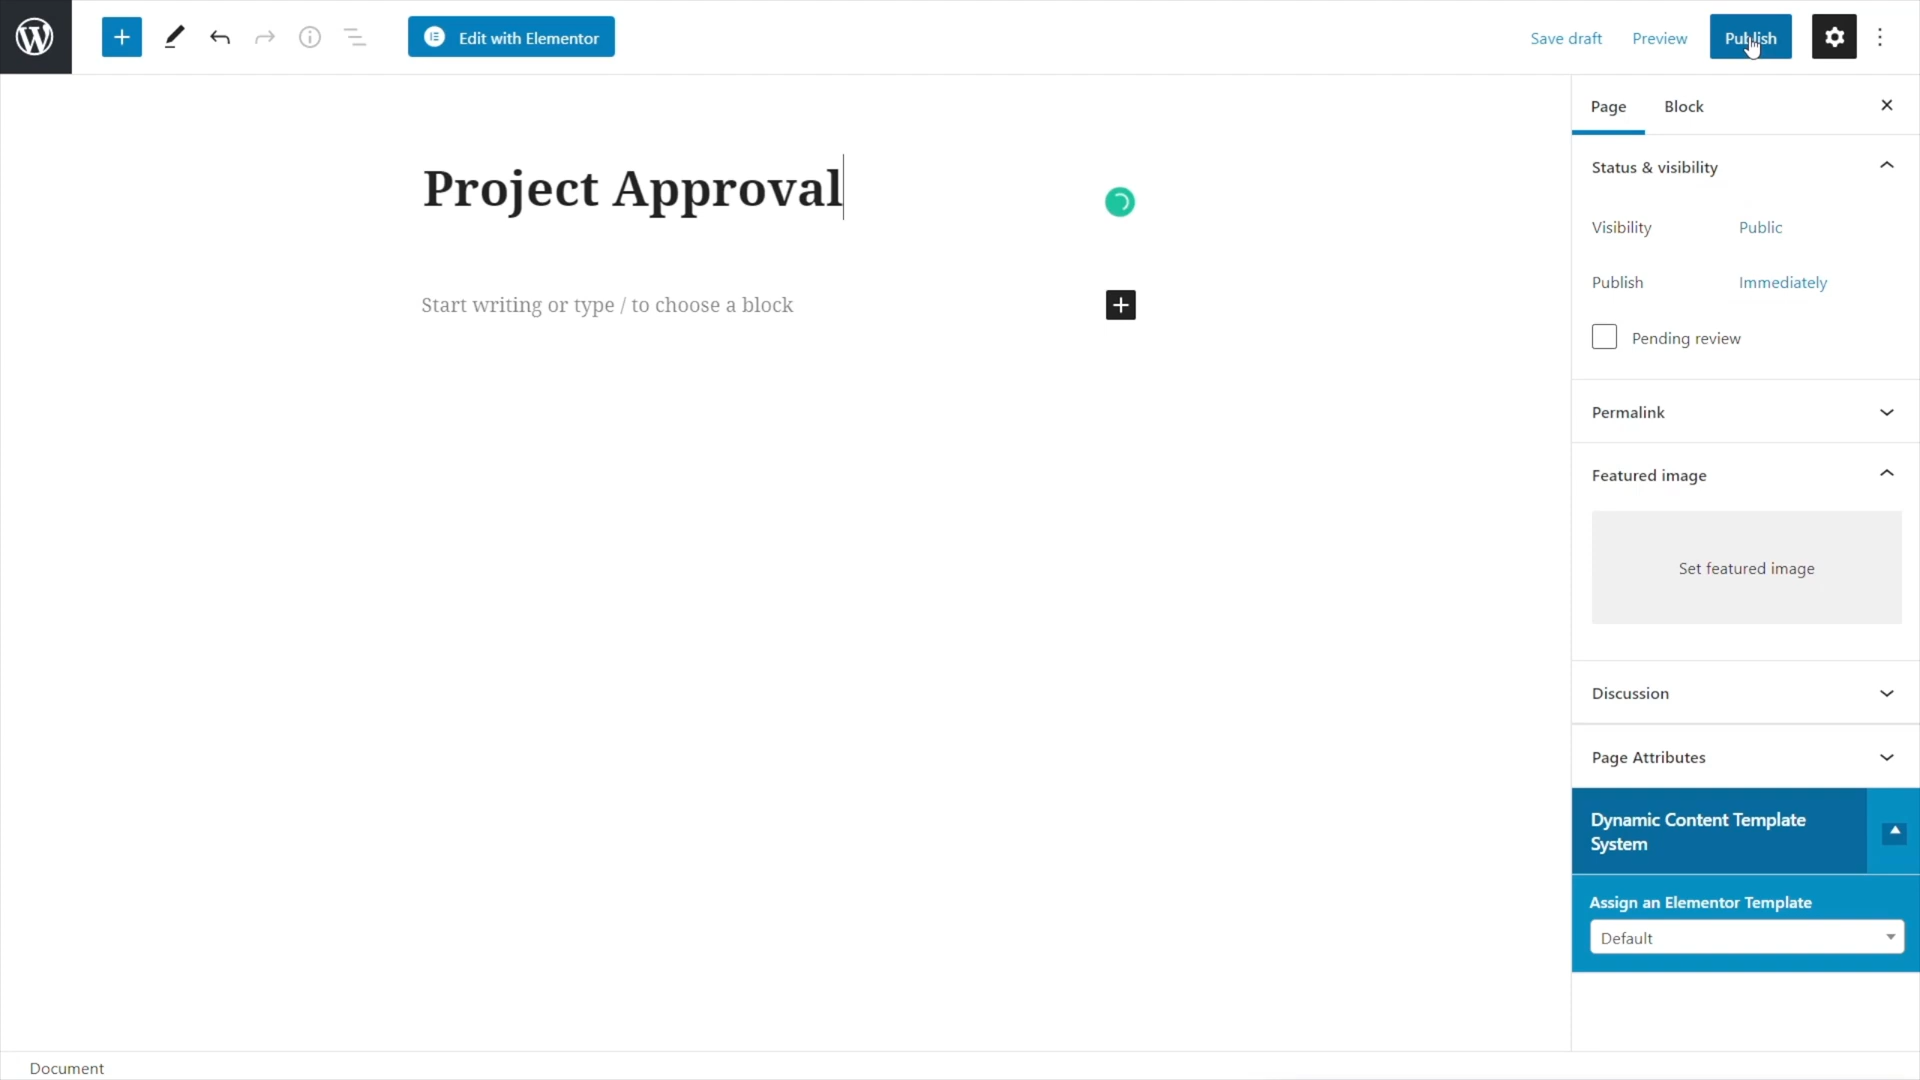 Edit with Elementor
Save draft
Preview
Publish
Page
Block
Project Approval
Start writing or type / to choose a block
Status & visibility
Visibility
Public
Publish
Immediately
Pending review
Permalink
Featured image
Set featured image
Discussion
Page Attributes
Dynamic Content Template
System
Assign an Elementor Template
Default
Document